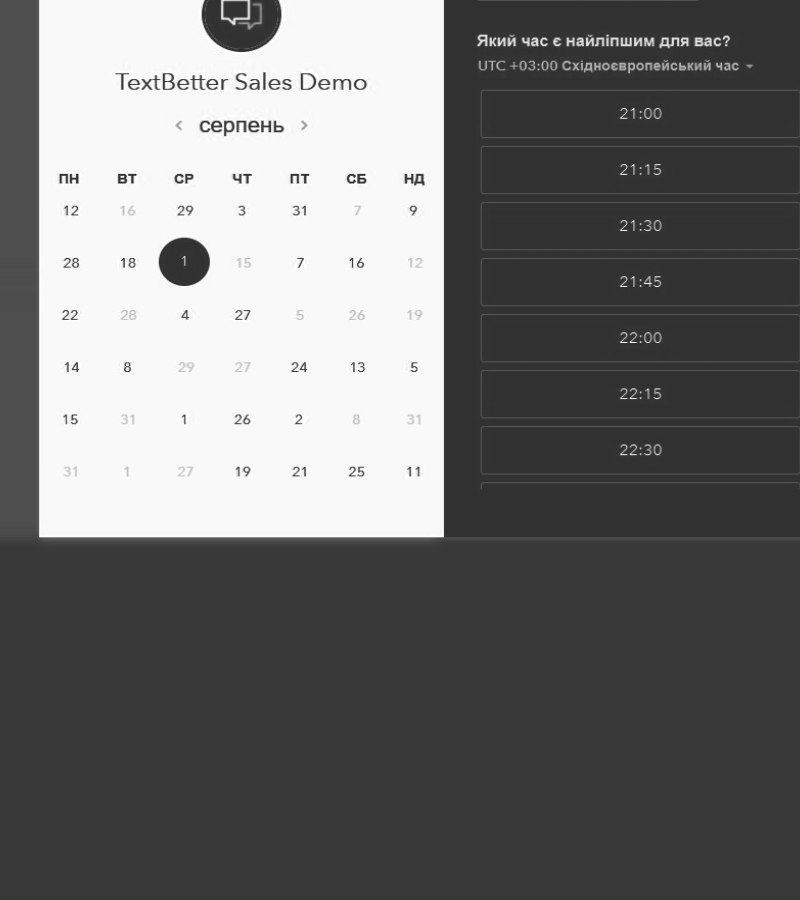 TextBetter Sales Demo
серпень
ПН ВТ СР ЧТ ПТ СБ НД
12 16 29 3 31 7 9
28 18 1 15 7 16 12
22 28 4 27 5 26 19
14 8 29 27 24 13 5
15 31 1 26 2 8 31
31 1 27 19 21 25 11
Який час є найліпшим для вас?
UTC +03:00 Східноєвропейський час
21:00
21:15
21:30
21:45
22:00
22:15
22:30